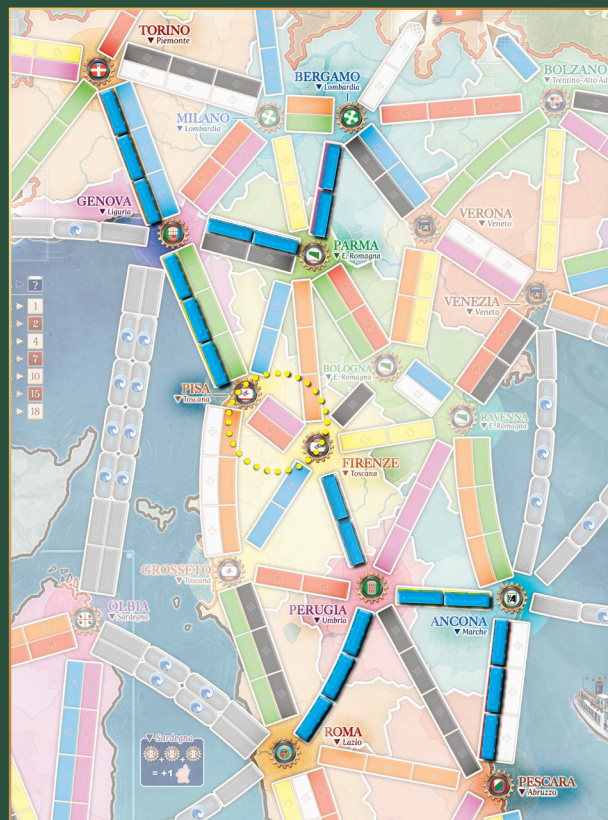 TORINO
▼ Piemonte
BERGAMO
▼ Lombardia
BOLZANO
▼ Trentino-Alto Ad
MILANO
▼ Lombardia
GENOVA
▼ Liguria
VERONA
▼ Veneto
PARMA
▼ E. Romagna
?
1
2
4
7
10
15
18
VENEZIA
▼ Veneto
BOLOGNA
▼ E. Romagna
PISA
▼ Toscana
RAVENNA
▼ E. Romagna
FIRENZE
▼ Toscana
GROSSETO
▼ Toscana
OLBIA
▼ Sardegna
PERUGIA
▼ Umbria
ANCONA
▼ Marche
ROMA
▼ Lazio
▼ Sardegna
= +1
PESCARA
▼ Abruzzo